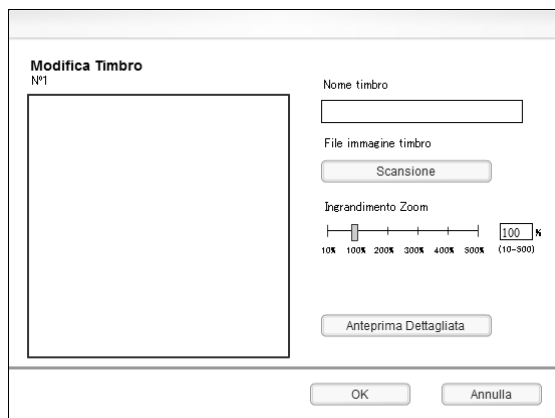 Modifica Timbro
Nº1
Nome timbro
File immagine timbro
Scansione
Ingrandimento Zoom
100 %
10% 100% 200% 300% 400% 500%
(10-500)
Anteprima Dettagliata
OK
Annulla